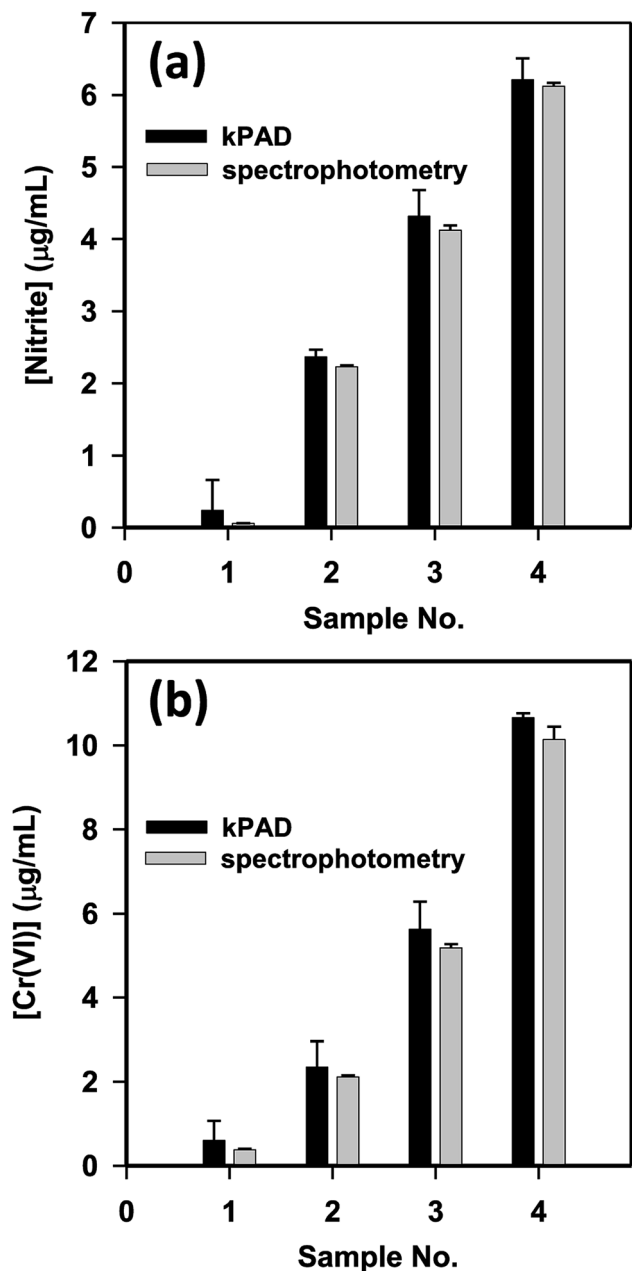 (a)
kPAD
spectrophotometry
[Nitrite] (μg/mL)
7
6
5
4
3
2
1
0
0 1 2 3 4
Sample No.
(b)
kPAD
spectrophotometry
[Cr(VI)] (μg/mL)
12
10
8
6
4
2
0
0 1 2 3 4
Sample No.